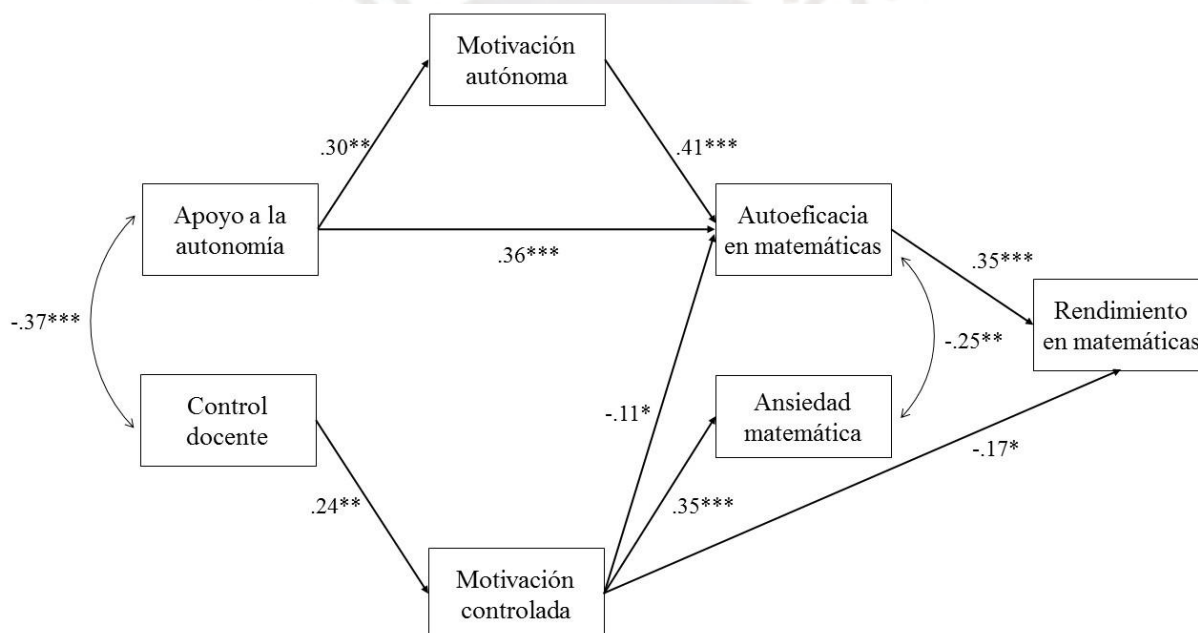 Motivación
autónoma
.30**
.41***
Apoyo a la
autonomía
Autoeficacia
en matemáticas
.36***
.35***
Rendimiento
en matemáticas
-.37***
-.25**
Control
docente
-.11*
Ansiedad
matemática
-.17*
.24**
.35***
Motivación
controlada